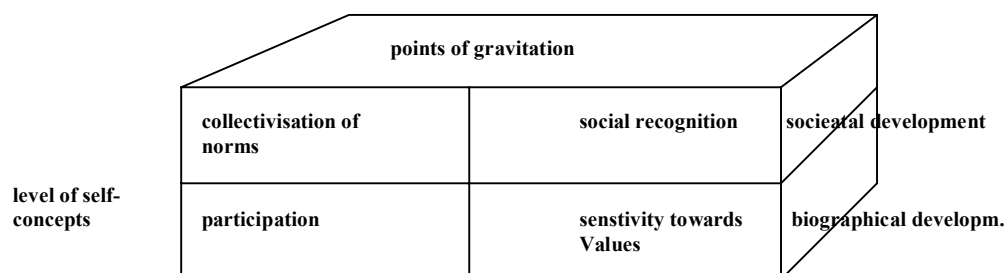 points of gravitation
collectivisation of
norms
social recognition
socieatal development
level of self-
concepts
participation
senstivity towards
Values
biographical developm.